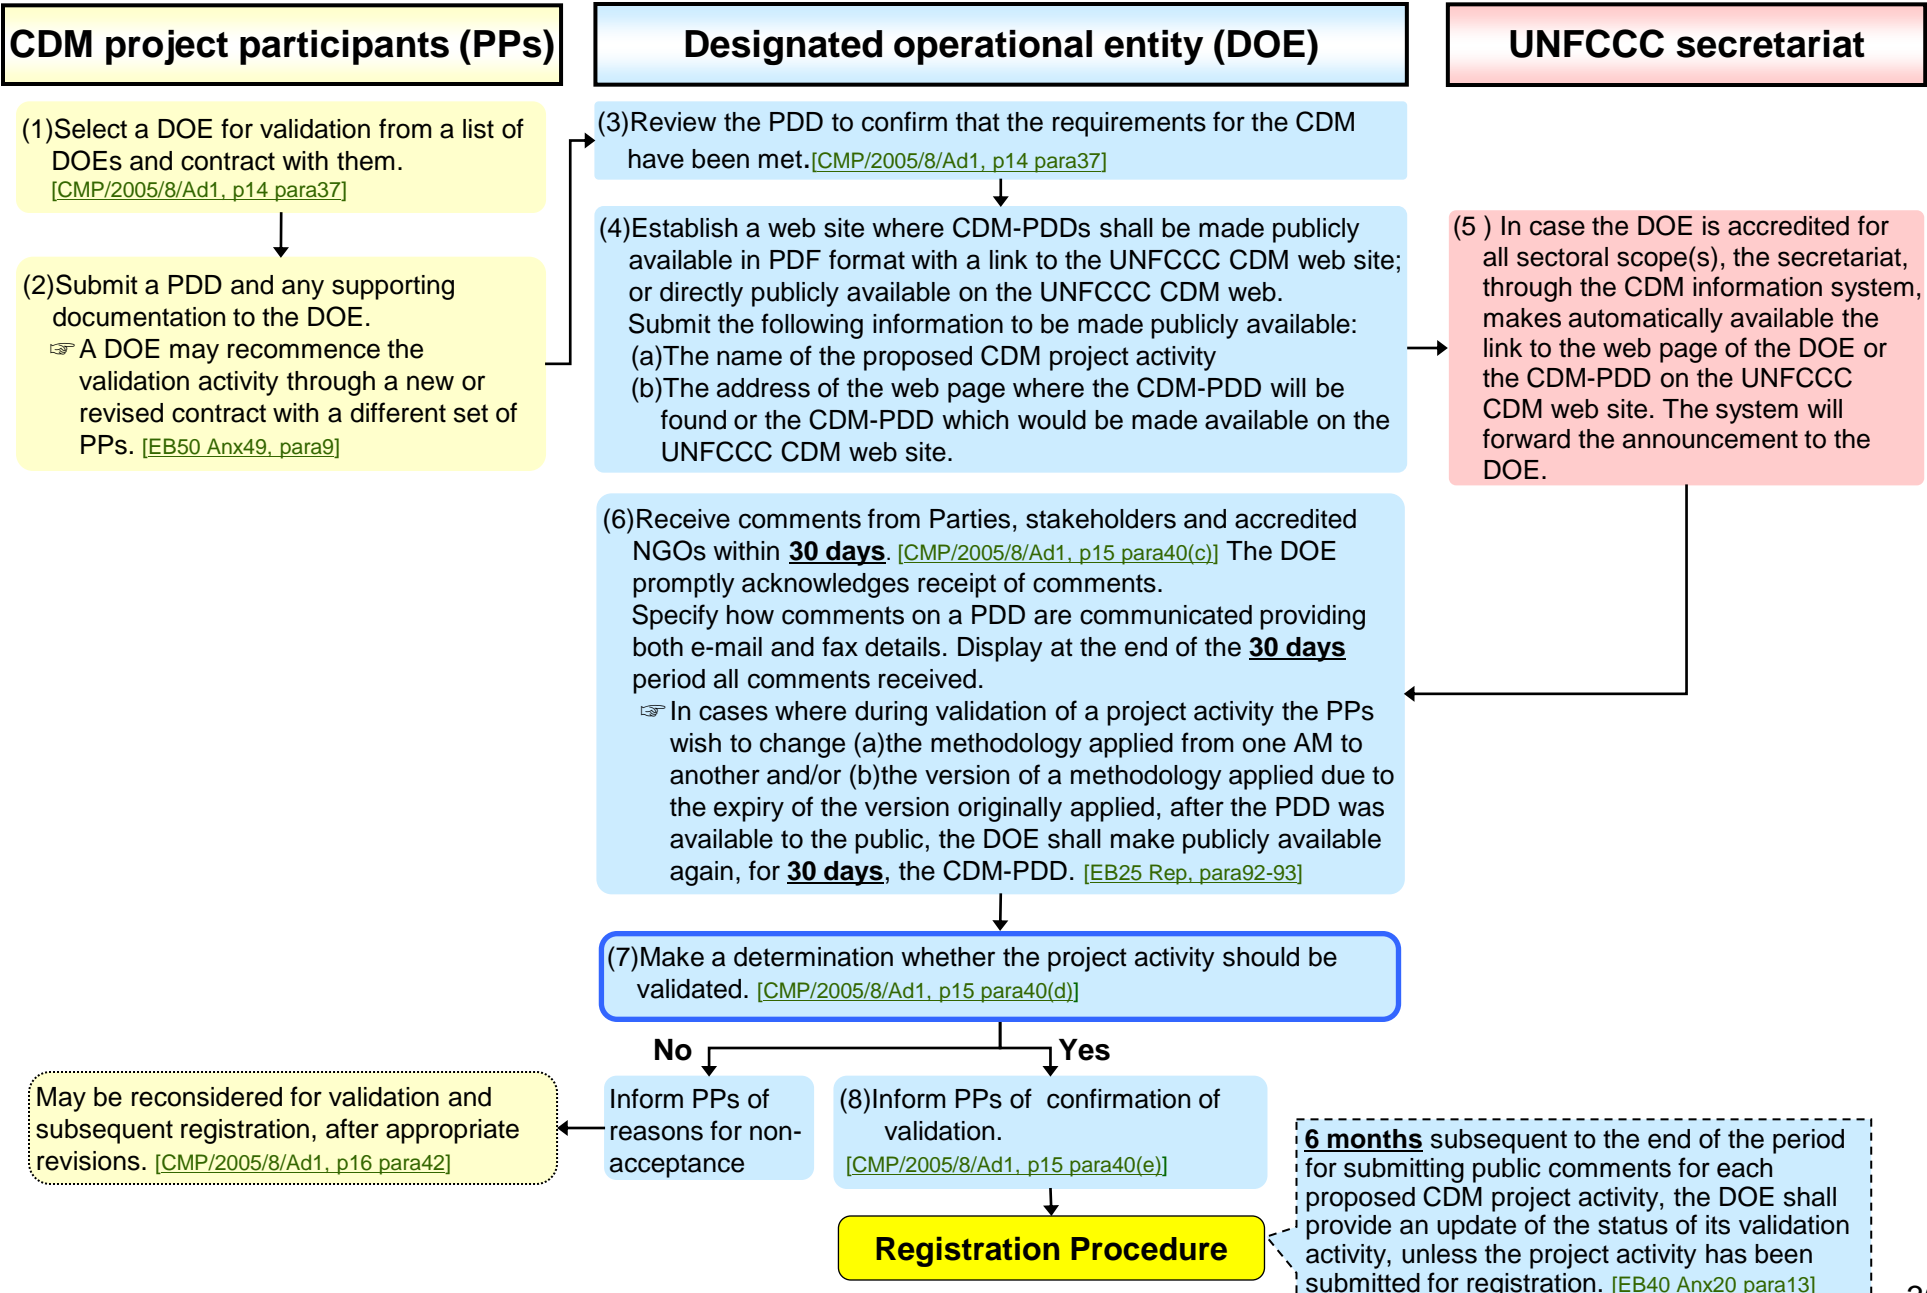 CDM project participants (PPs)
Designated operational entity (DOE)
UNFCCC secretariat
(1)Select a DOE for validation from a list of
DOEs and contract with them.
[CMP/2005/8/Ad1, p14 para37]
(2)Submit a PDD and any supporting
documentation to the DOE.
☞A DOE may recommence the
validation activity through a new or
revised contract with a different set of
PPs. [EB50 Anx49, para9]
(3)Review the PDD to confirm that the requirements for the CDM
have been met.[CMP/2005/8/Ad1, p14 para37]
(4)Establish a web site where CDM-PDDs shall be made publicly
available in PDF format with a link to the UNFCCC CDM web site;
or directly publicly available on the UNFCCC CDM web.
Submit the following information to be made publicly available:
(a)The name of the proposed CDM project activity
(b)The address of the web page where the CDM-PDD will be
found or the CDM-PDD which would be made available on the
UNFCCC CDM web site.
(5 ) In case the DOE is accredited for
all sectoral scope(s), the secretariat,
through the CDM information system,
makes automatically available the
link to the web page of the DOE or
the CDM-PDD on the UNFCCC
CDM web site. The system will
forward the announcement to the
DOE.
(6)Receive comments from Parties, stakeholders and accredited
NGOs within 30 days. [CMP/2005/8/Ad1, p15 para40(c)] The DOE
promptly acknowledges receipt of comments.
Specify how comments on a PDD are communicated providing
both e-mail and fax details. Display at the end of the 30 days
period all comments received.
☞In cases where during validation of a project activity the PPs
wish to change (a)the methodology applied from one AM to
another and/or (b)the version of a methodology applied due to
the expiry of the version originally applied, after the PDD was
available to the public, the DOE shall make publicly available
again, for 30 days, the CDM-PDD. [EB25 Rep, para92-93]
(7)Make a determination whether the project activity should be
validated. [CMP/2005/8/Ad1, p15 para40(d)]
No
Yes
May be reconsidered for validation and
subsequent registration, after appropriate
revisions. [CMP/2005/8/Ad1, p16 para42]
Inform PPs of
reasons for non-
acceptance
(8)Inform PPs of  confirmation of
validation.
[CMP/2005/8/Ad1, p15 para40(e)]
Registration Procedure
6 months subsequent to the end of the period
for submitting public comments for each
proposed CDM project activity, the DOE shall
provide an update of the status of its validation
activity, unless the project activity has been
submitted for registration. [EB40 Anx20 para13]